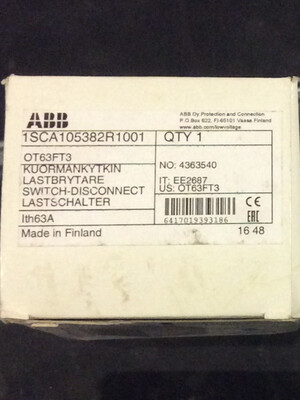 ABB
ABB Oy, Protection and Connection
P.O.Box 622, FI-65101 Vaasa Finland
www.abb.com/lowvoltage
1SCA105382R1001
QTY 1
OT63FT3
KUORMANKYTKIN
LASTBRYTARE
SWITCH-DISCONNECT
LASTSCHALTER
NO: 4363540
IT: EE2687
US: OT63FT3
Ith63A
6417019393186
CE
EAC
Made in Finland
16 48